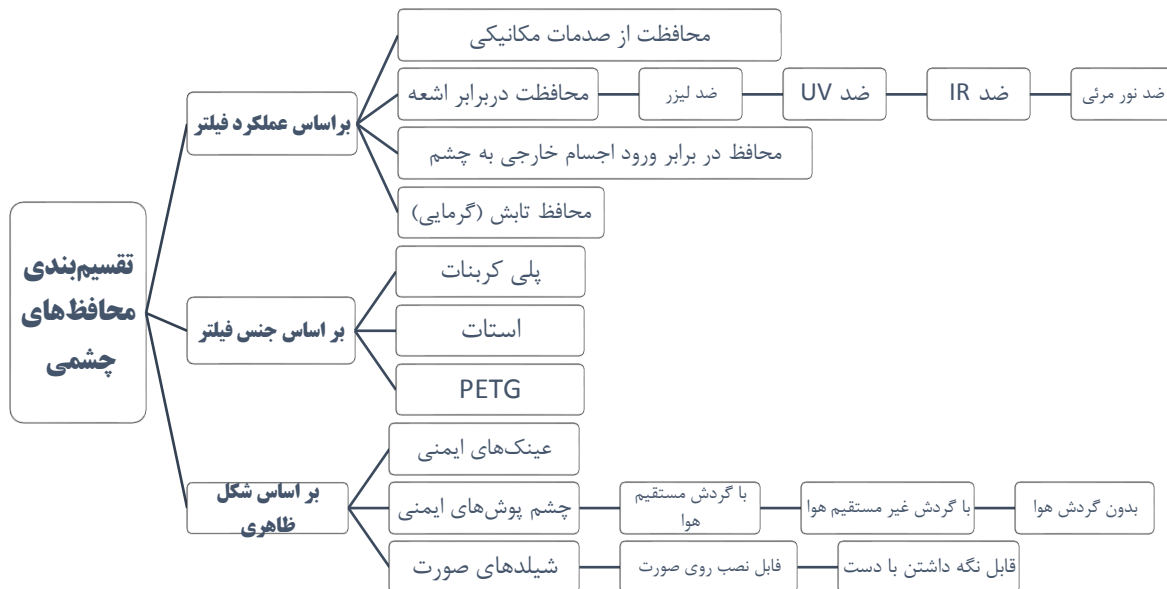 تقسیم‌بندی
محافظ‌های
چشمی
براساس عملکرد فیلتر
محافظت از صدمات مکانیکی
محافظت دربرابر اشعه
ضد لیزر
ضد UV
ضد IR
ضد نور مرئی
محافظ در برابر ورود اجسام خارجی به چشم
محافظ تابش (گرمایی)
بر اساس جنس فیلتر
پلی کربنات
استات
PETG
بر اساس شکل
ظاهری
عینک‌های ایمنی
چشم پوش‌های ایمنی
با گردش مستقیم
هوا
با گردش غیر مستقیم هوا
بدون گردش هوا
شیلدهای صورت
فابل نصب روی صورت
قابل نگه داشتن با دست